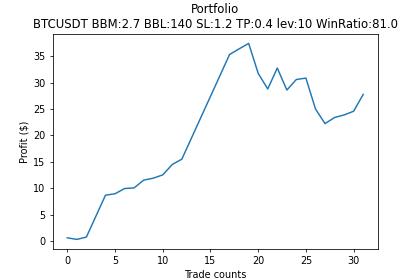 Portfolio
BTCUSDT BBM:2.7 BBL:140 SL:1.2 TP:0.4 lev:10 WinRatio:81.0
Profit ($)
35
30
25
20
15
10
5
0
0 5 10 15 20 25 30
Trade counts